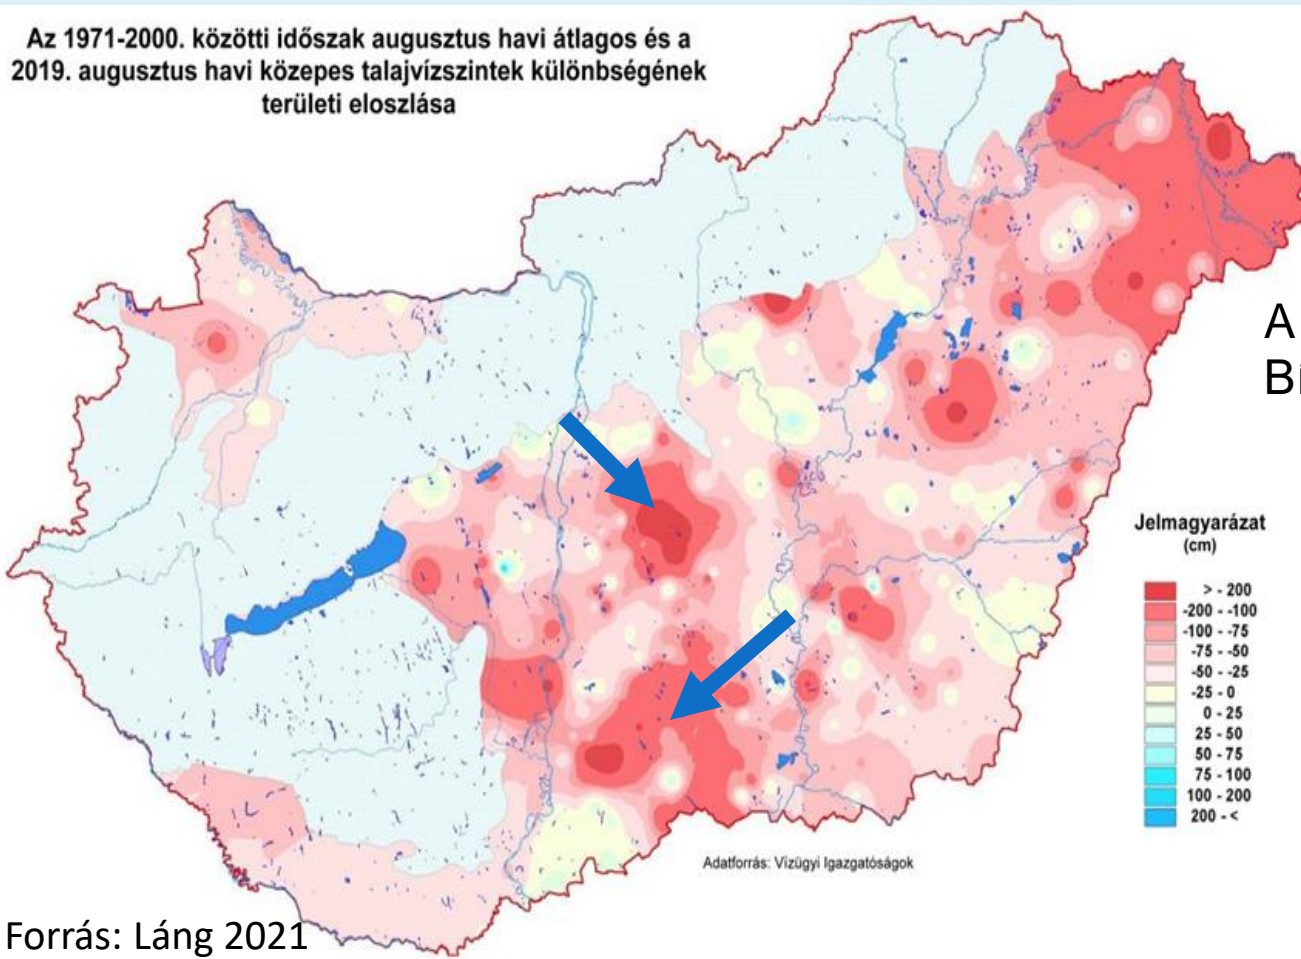 Az 1971-2000. közötti időszak augusztus havi átlagos és a
2019. augusztus havi közepes talajvízszintek különbségének
területi eloszlása
A
Bí
Jelmagyarázat
(cm)
> - 200
-200 - -100
-100 - -75
-75 - -50
-50 - -25
-25 - 0
0 - 25
25 - 50
50 - 75
75 - 100
100 - 200
200 - <
Adatforrás: Vízügyi Igazgatóságok
Forrás: Láng 2021